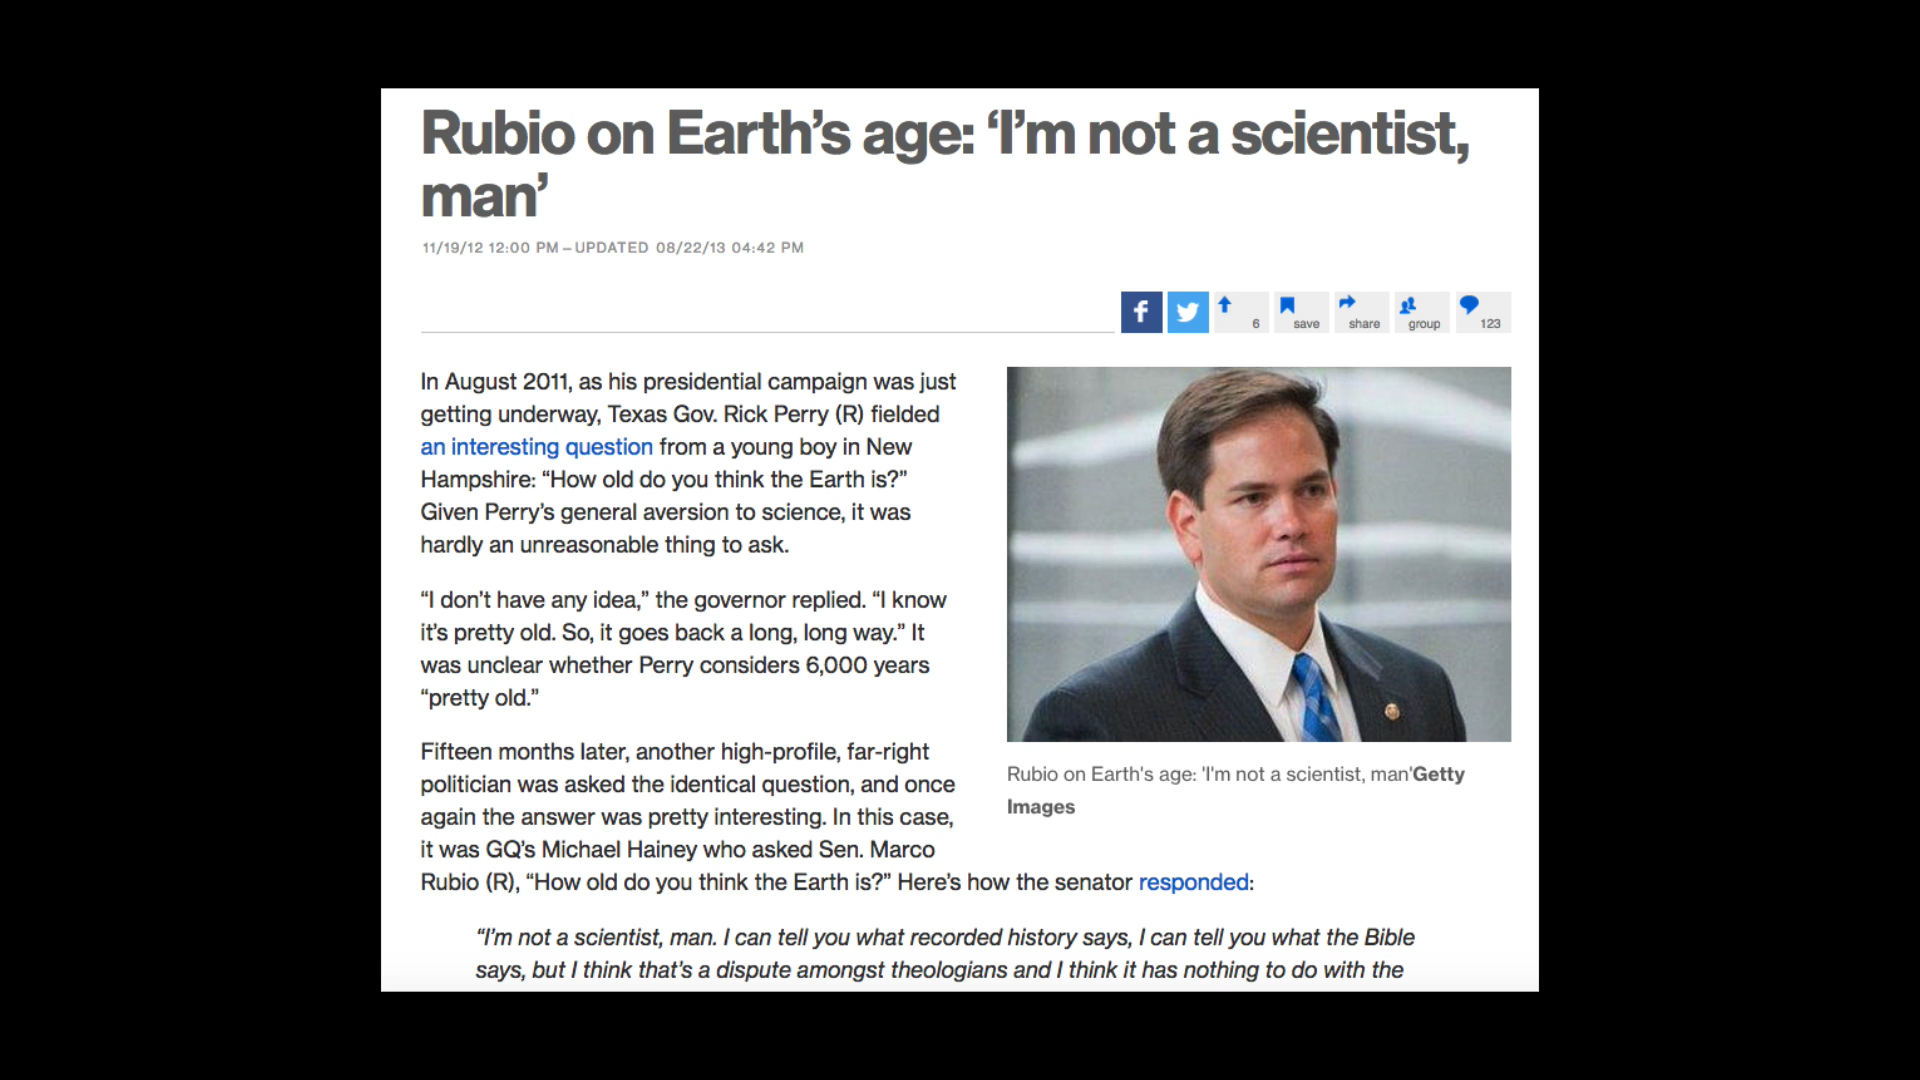 Rubio on Earth’s age: ‘I’m not a scientist,
man’
11/19/12 12:00 PM – UPDATED 08/22/13 04:42 PM
f
6
save
share
group
123
In August 2011, as his presidential campaign was just
getting underway, Texas Gov. Rick Perry (R) fielded
an interesting question from a young boy in New
Hampshire: “How old do you think the Earth is?”
Given Perry’s general aversion to science, it was
hardly an unreasonable thing to ask.
“I don’t have any idea,” the governor replied. “I know
it’s pretty old. So, it goes back a long, long way.” It
was unclear whether Perry considers 6,000 years
“pretty old.”
Fifteen months later, another high-profile, far-right
politician was asked the identical question, and once
again the answer was pretty interesting. In this case,
it was GQ’s Michael Hainey who asked Sen. Marco
Rubio (R), “How old do you think the Earth is?” Here’s how the senator responded:
“I’m not a scientist, man. I can tell you what recorded history says, I can tell you what the Bible
says, but I think that’s a dispute amongst theologians and I think it has nothing to do with the
Rubio on Earth's age: 'I'm not a scientist, man'Getty
Images